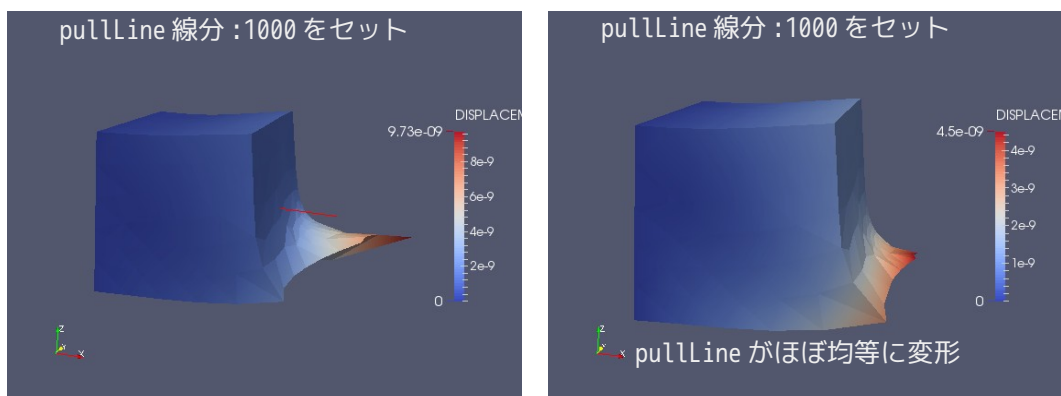 pullLine 線分 :1000 をセット
DISPLACEM
9.73e-09
8e-9
6e-9
4e-9
2e-9
0
Z
Y
X
pullLine 線分 :1000 をセット
DISPLACEM
4.5e-09
4e-9
3e-9
2e-9
1e-9
0
Z
Y
X
pullLine がほぼ均等に変形